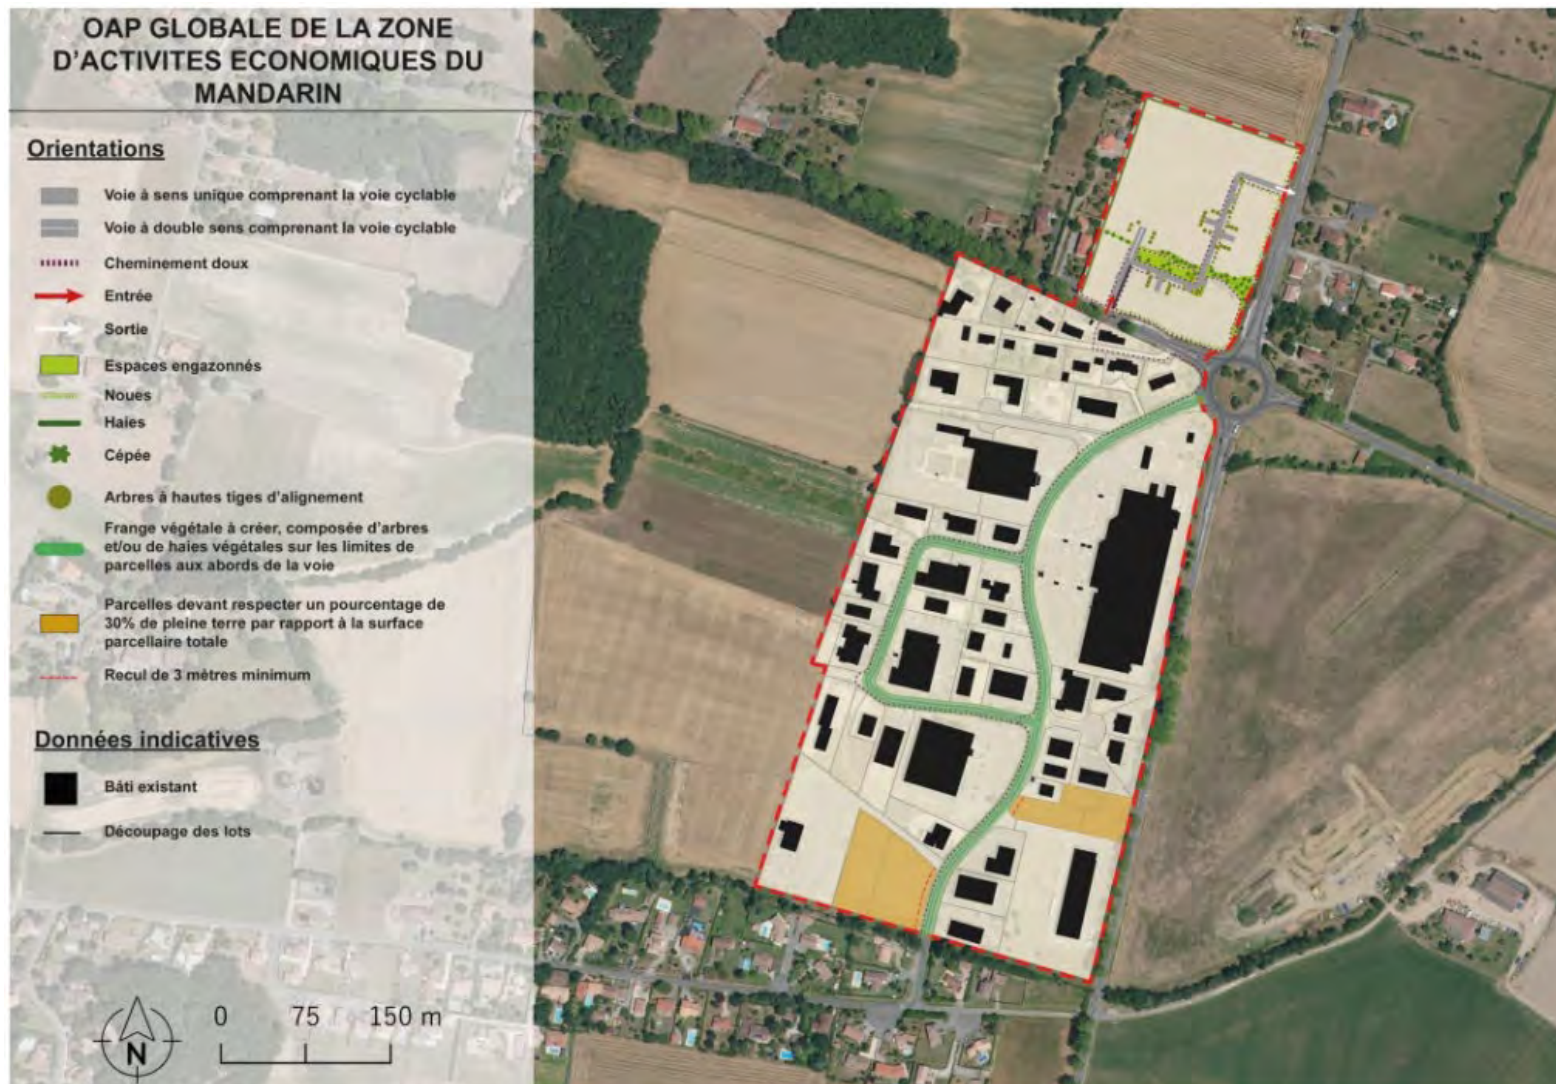 OAP GLOBALE DE LA ZONE
D'ACTIVITES ECONOMIQUES DU
MANDARIN
Orientations
Voie à sens unique comprenant la voie cyclable
Voie à double sens comprenant la voie cyclable
Cheminement doux
Entrée
Sortie
Espaces engazonnés
Noues
Haies
Cépée
Arbres à hautes tiges d'alignement
Frange végétale à créer, composée d'arbres
et/ou de haies végétales sur les limites de
parcelles aux abords de la voie
Parcelles devant respecter un pourcentage de
30% de pleine terre par rapport à la surface
parcellaire totale
Recul de 3 mètres minimum
Données indicatives
Bâti existant
Découpage des lots
N
0 75 150 m